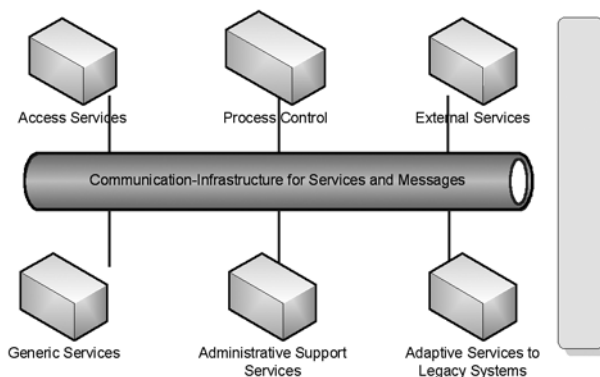 Access Services
Process Control
External Services
Communication-Infrastructure for Services and Messages
Generic Services
Administrative Support
Services
Adaptive Services to
Legacy Systems